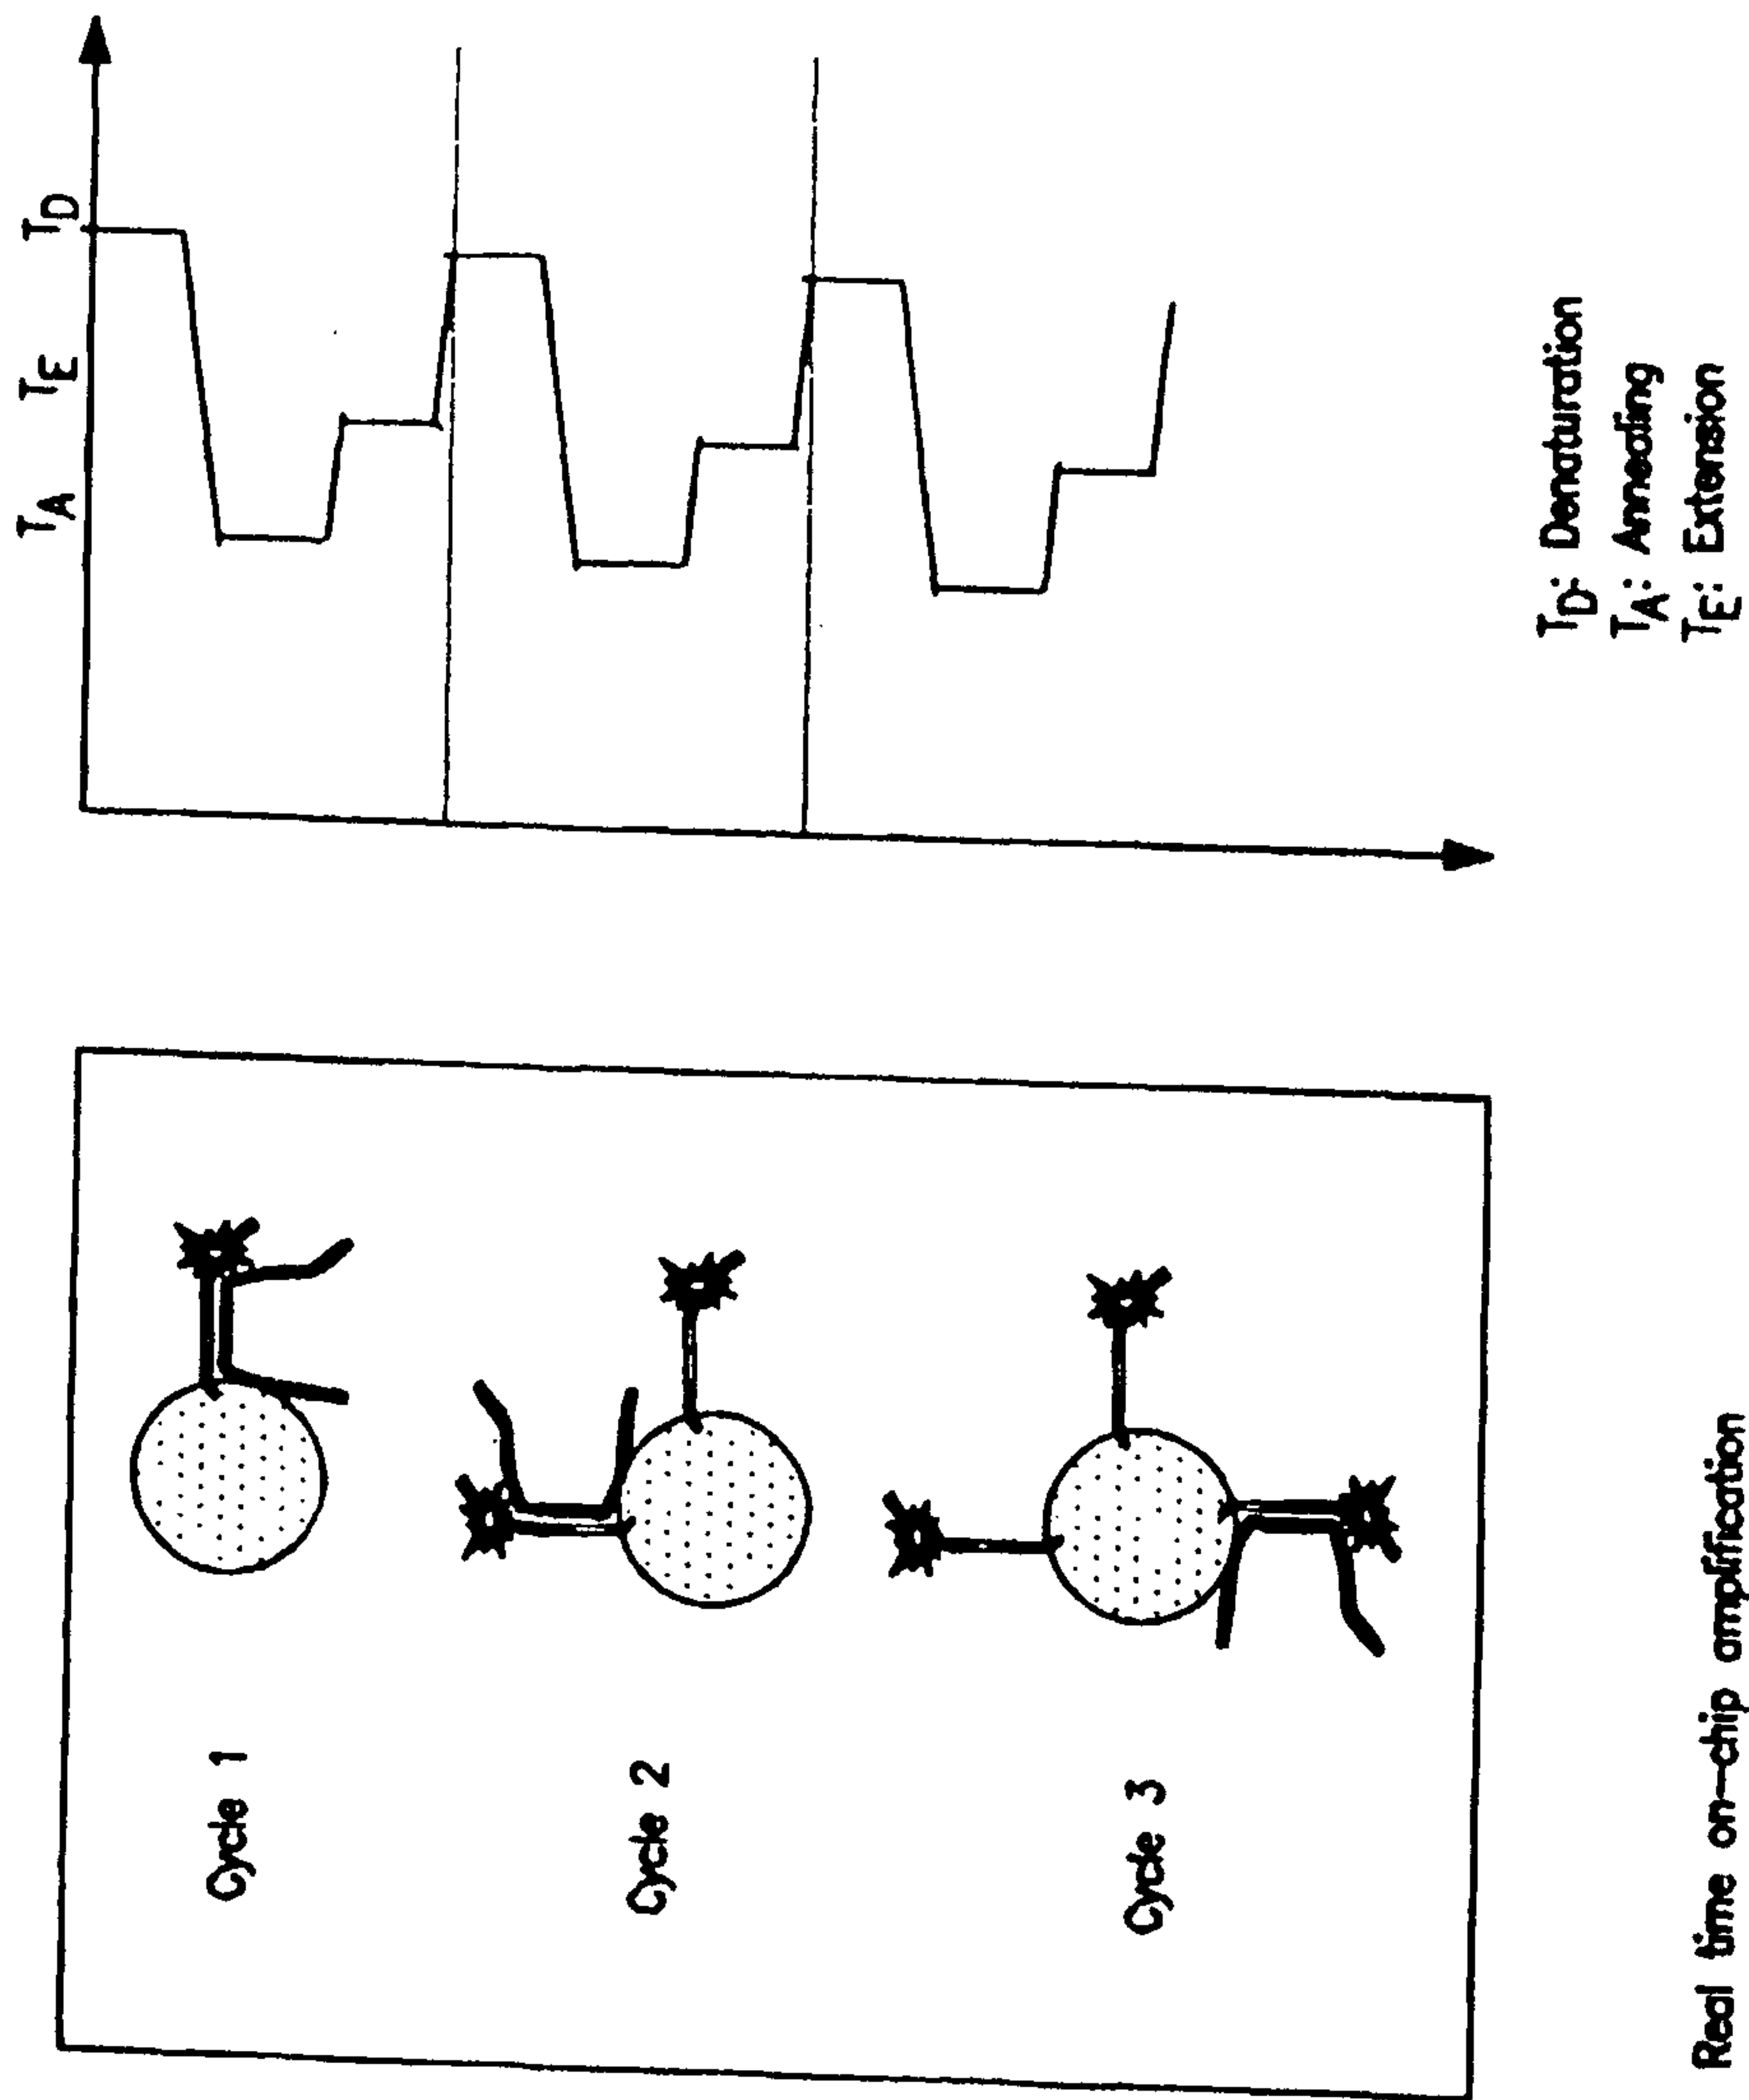 Cycle 1
Cycle 2
Cycle 3
Real time on-chip amplification
T_A T_E T_D
T_D: Denaturation
T_A: Annealing
T_E: Extension